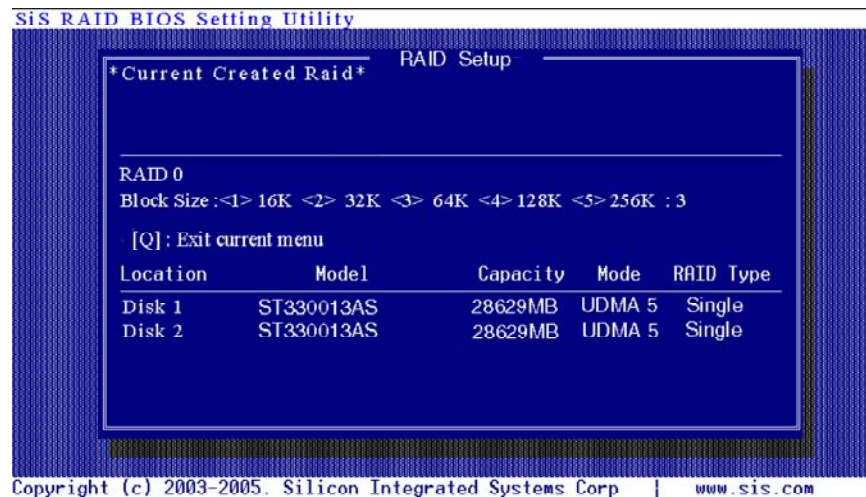 SiS RAID BIOS Setting Utility
RAID Setup
*Current Created Raid*
RAID 0
Block Size :<1> 16K <2> 32K <3> 64K <4> 128K <5> 256K : 3
[Q] : Exit current menu
Location Model Capacity Mode RAID Type
Disk 1 ST330013AS 28629MB UDMA 5 Single
Disk 2 ST330013AS 28629MB UDMA 5 Single
Copyright (c) 2003-2005. Silicon Integrated Systems Corp | www.sis.com